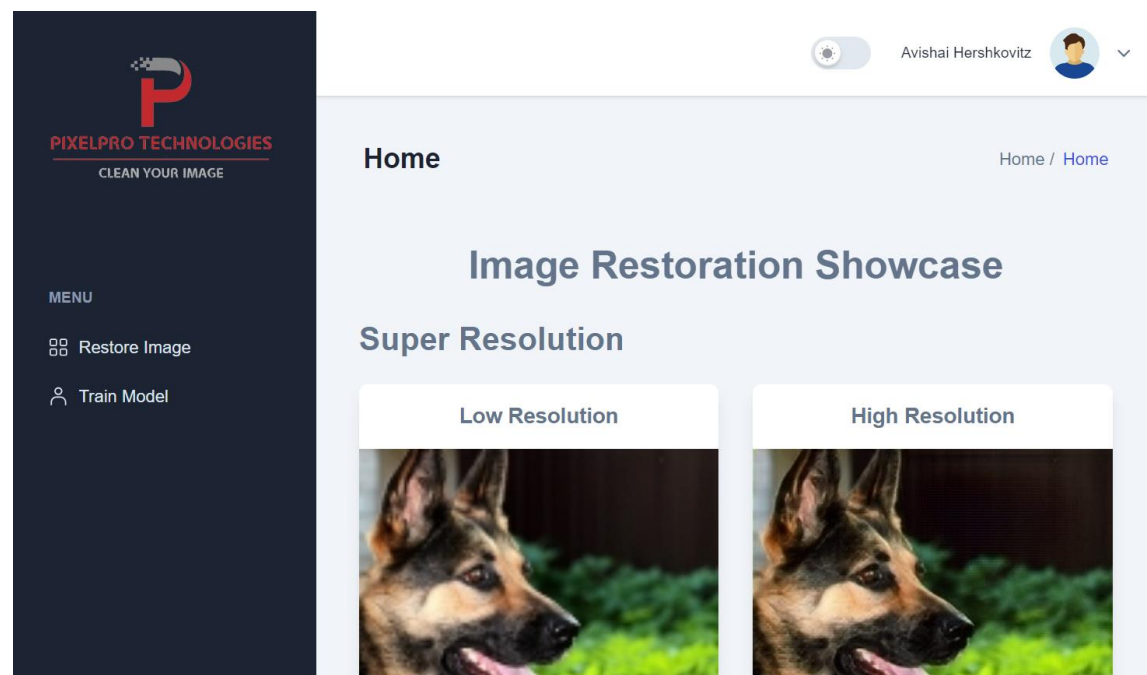 PIXELPRO TECHNOLOGIES
CLEAN YOUR IMAGE
MENU
Restore Image
Train Model
Avishai Hershkovitz
Home
Home / Home
Image Restoration Showcase
Super Resolution
Low Resolution
High Resolution